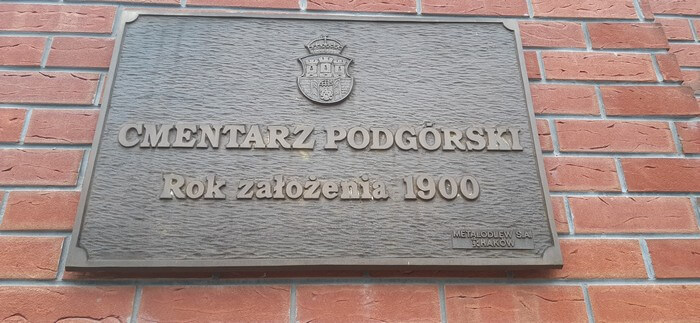 CMENTARZ PODGÓRSKI
Rok założenia 1900
METALODLEW S.A.
KRAKÓW